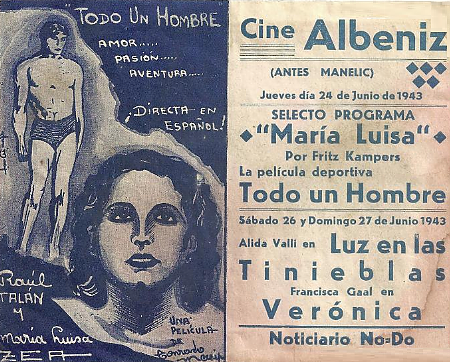 "TODO UN HOMBRE"
AMOR.....
PASIÓN.....
AVENTURA.....
¡DIRECTA EN
ESPAÑOL!
Raúl
TALÁN
Y
María Luisa
ZEA
UNA
PELÍCULA
DE
Cine Albeniz
(ANTES MANELIC)
Jueves día 24 de Junio de 1943
SELECTO PROGRAMA
"María Luisa"
Por Fritz Kampers
La película deportiva
Todo un Hombre
Sábado 26 y Domingo 27 de Junio 1943
Alida Valli en Luz en las
Tinieblas
Francisca Gaal en
Verónica
Noticiario No=Do